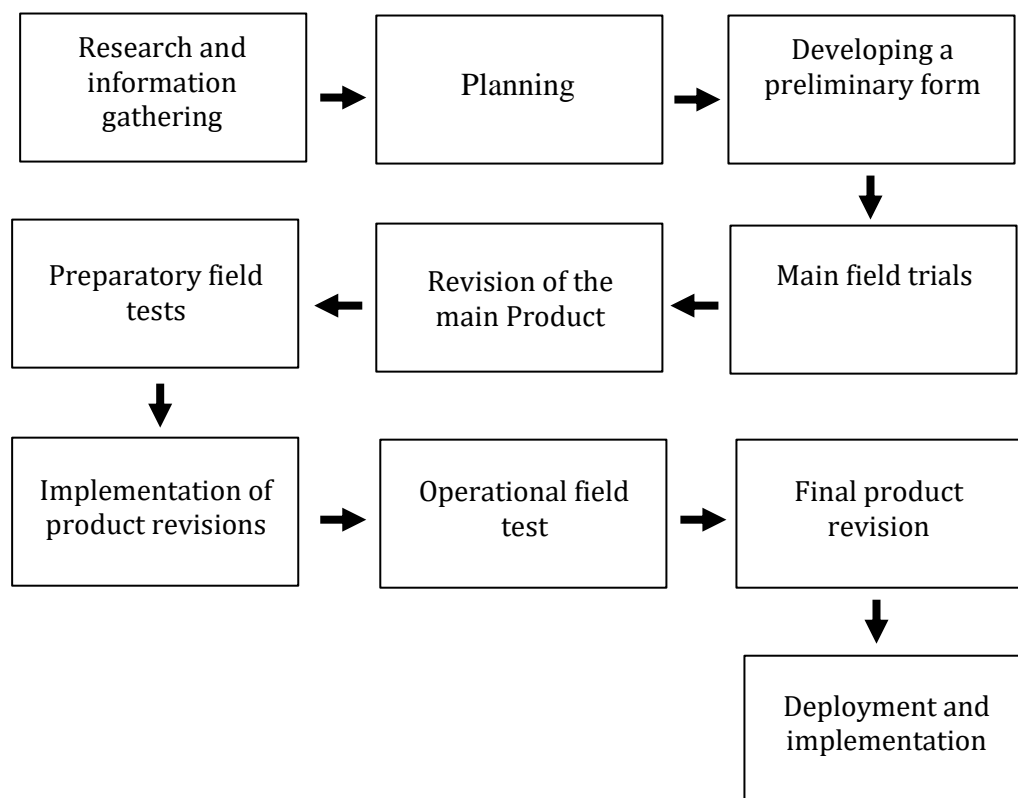 Research and
information
gathering
Planning
Developing a
preliminary form
Main field trials
Revision of the
main Product
Preparatory field
tests
Implementation of
product revisions
Operational field
test
Final product
revision
Deployment and
implementation